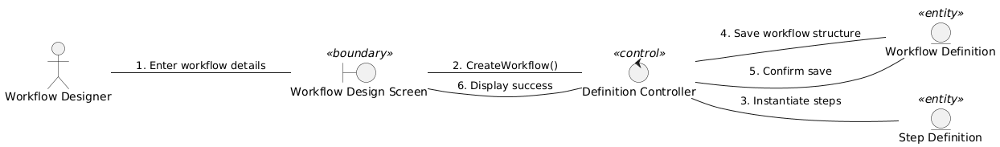 «entity»
4. Save workflow structure
Workflow Definition
«boundary»
«control»
1. Enter workflow details
2. CreateWorkflow()
5. Confirm save
6. Display success
Workflow Designer
Workflow Design Screen
Definition Controller
3. Instantiate steps
«entity»
Step Definition